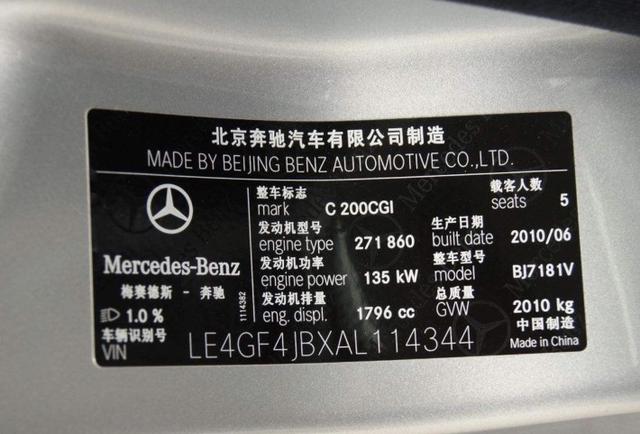 北京奔驰汽车有限公司制造
MADE BY BEIJING BENZ AUTOMOTIVE CO.,LTD.
整车标志
mark C 200CGI
载客人数
seats 5
发动机型号
engine type 271 860
生产日期
built date 2010/06
发动机功率
engine power 135 kW
整车型号
model BJ7181V
发动机排量
eng. displ. 1796 cc
总质量
GVW 2010 kg
Mercedes-Benz
梅赛德斯 - 奔驰
1.0 %
1114382
中国制造
Made in China
车辆识别号
VIN LE4GF4JBXAL114344